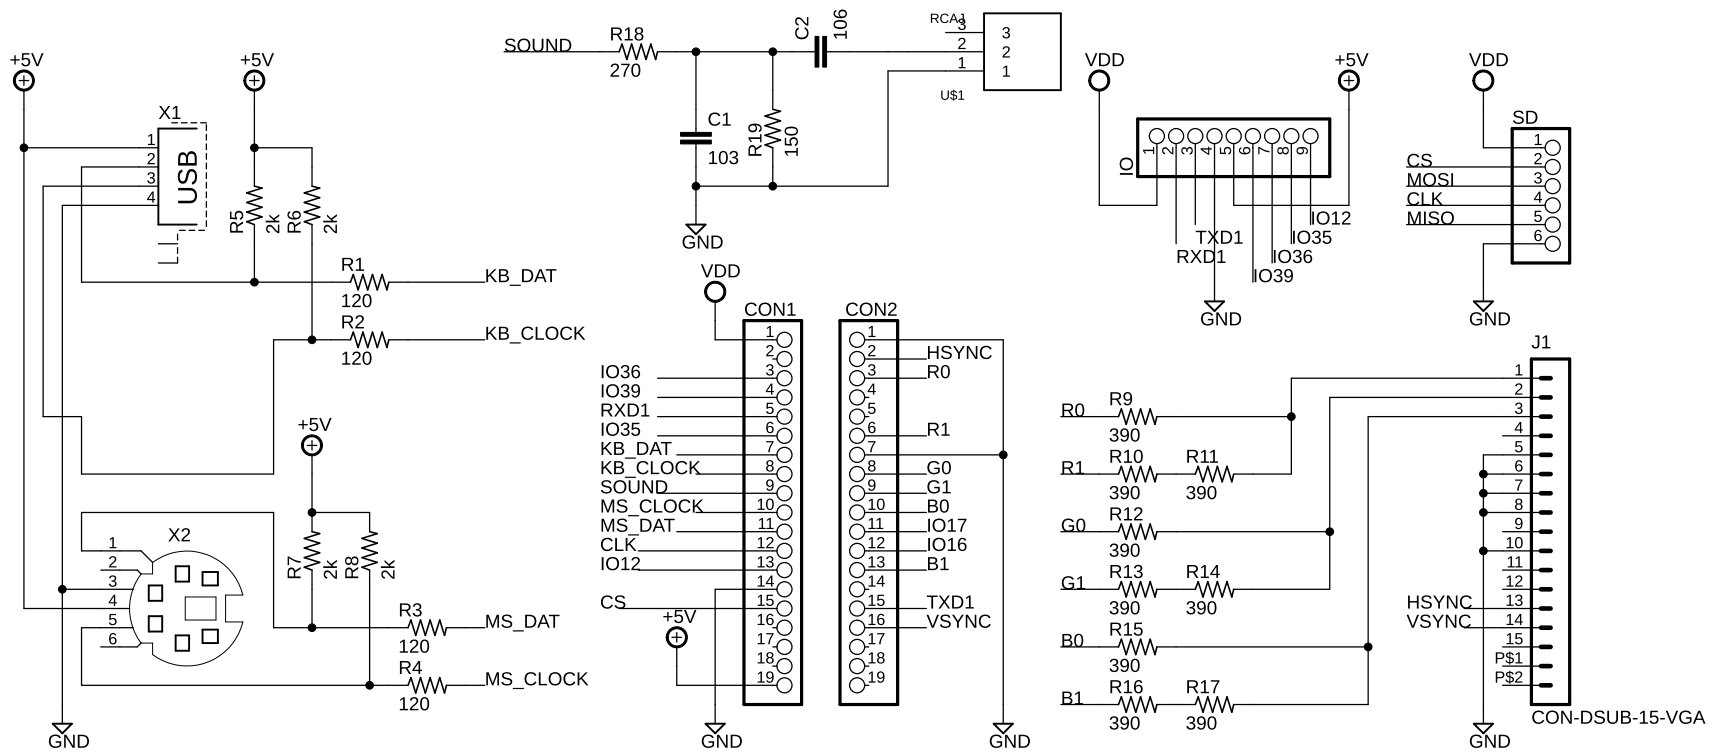 +5V
+5V
X1
1
2
3
4
USB
R5
2k
R6
2k
R1
120
KB_DAT
R2
120
KB_CLOCK
+5V
R7
2k
R8
2k
X2
1
2
3
4
5
6
R3
120
MS_DAT
R4
120
MS_CLOCK
GND
SOUND
R18
270
C2
106
C1
103
R19
150
GND
RCAJ
3
2
1
3
2
1
U$1
VDD
CON1
1
2
IO36 3
IO39 4
RXD1 5
IO35 6
KB_DAT 7
KB_CLOCK 8
SOUND 9
MS_CLOCK 10
MS_DAT 11
CLK 12
IO12 13
14
CS 15
+5V
16
17
18
19
GND
CON2
1
2 HSYNC
3 R0
4
5
6 R1
7
8 G0
9 G1
10 B0
11 IO17
12 IO16
13 B1
14
15 TXD1
16 VSYNC
17
18
19
GND
VDD
+5V
IO
1
2
3
4
5
6
7
8
9
IO12
TXD1
IO35
RXD1
IO36
IO39
GND
VDD
SD
1
CS 2
MOSI 3
CLK 4
MISO 5
6
GND
R0
R9
390
R1
R10
390
R11
390
G0
R12
390
G1
R13
390
R14
390
B0
R15
390
B1
R16
390
R17
390
J1
1
2
3
4
5
6
7
8
9
10
11
12
HSYNC 13
VSYNC 14
15
P$1
P$2
CON-DSUB-15-VGA
GND